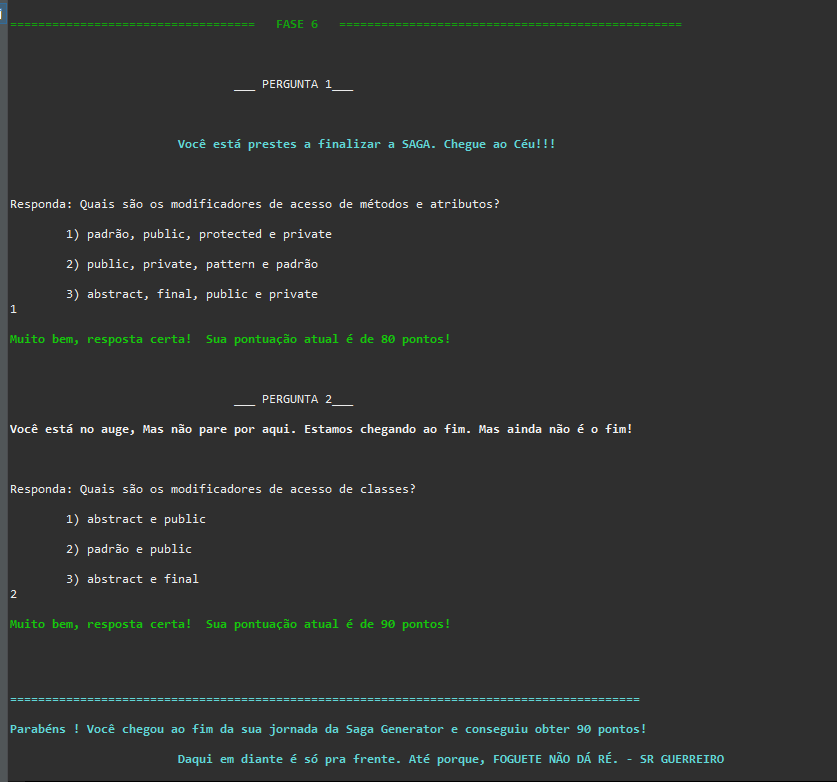 =================================== FASE 6 =================================================
___ PERGUNTA 1___
Você está prestes a finalizar a SAGA. Chegue ao Céu!!!
Responda: Quais são os modificadores de acesso de métodos e atributos?
1) padrão, public, protected e private
2) public, private, pattern e padrão
3) abstract, final, public e private
1
Muito bem, resposta certa!  Sua pontuação atual é de 80 pontos!
___ PERGUNTA 2___
Você está no auge, Mas não pare por aqui. Estamos chegando ao fim. Mas ainda não é o fim!
Responda: Quais são os modificadores de acesso de classes?
1) abstract e public
2) padrão e public
3) abstract e final
2
Muito bem, resposta certa!  Sua pontuação atual é de 90 pontos!
==========================================================================================
Parabéns ! Você chegou ao fim da sua jornada da Saga Generator e conseguiu obter 90 pontos!
Daqui em diante é só pra frente. Até porque, FOGUETE NÃO DÁ RÉ. - SR GUERREIRO